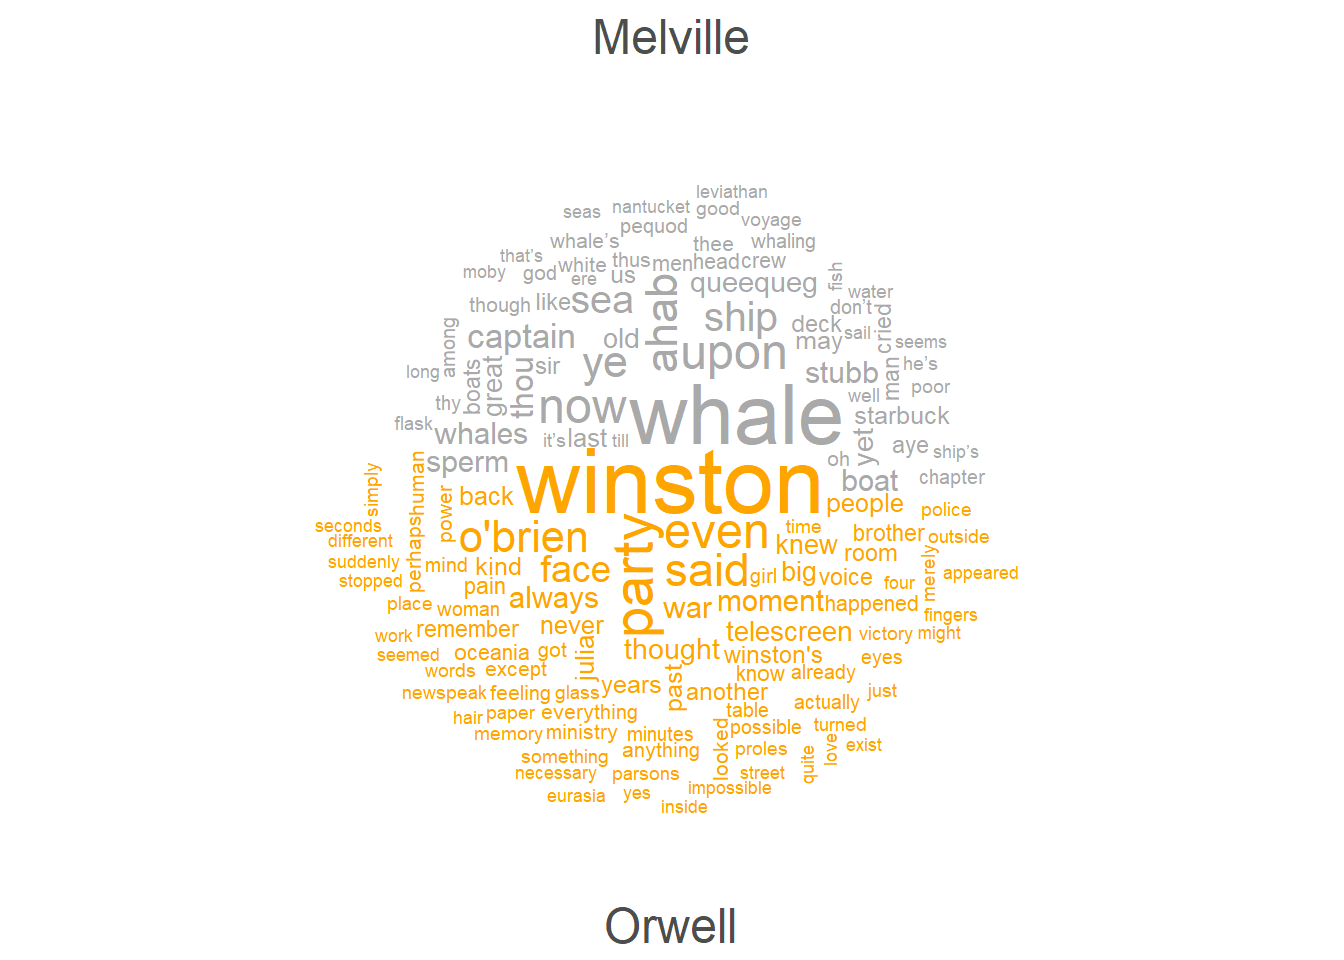 Melville
leviathan
seas nantucket good
pequod voyage
whale’s thee whaling
that’s thus men head crew
moby god white ere us queequeg fish
though like sea ahab ship don’t water
captain old upon deck sail cried
among ye may seems
long boats great thou sir stubb man he’s
thy now whale well poor
flask whales it’s last till starbuck
sperm oh yet aye ship’s
boat chapter
simply perhaps human power back winston people police
seconds o'brien party even time brother outside
different knew room
suddenly mind kind face said girl big voice four merely appeared
stopped pain always war moment happened
place woman fingers
work remember never telescreen victory might
seemed oceania got julia thought winston's eyes
words except know already
newspeak feeling glass years past another just
hair paper everything table actually
memory ministry minutes looked possible turned
something anything proles quite love exist
necessary parsons street
eurasia yes impossible
inside
Orwell